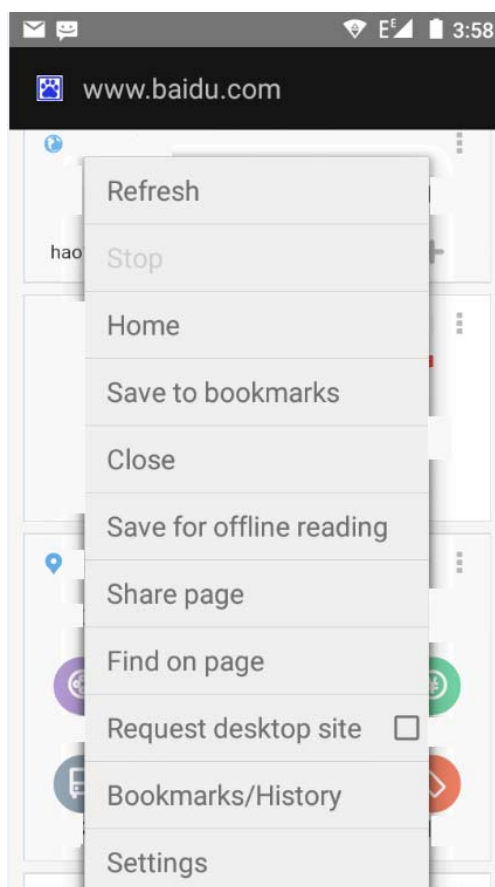 3:58
www.baidu.com
Refresh
hao
Stop
Home
Save to bookmarks
Close
Save for offline reading
Share page
Find on page
Request desktop site
Bookmarks/History
Settings